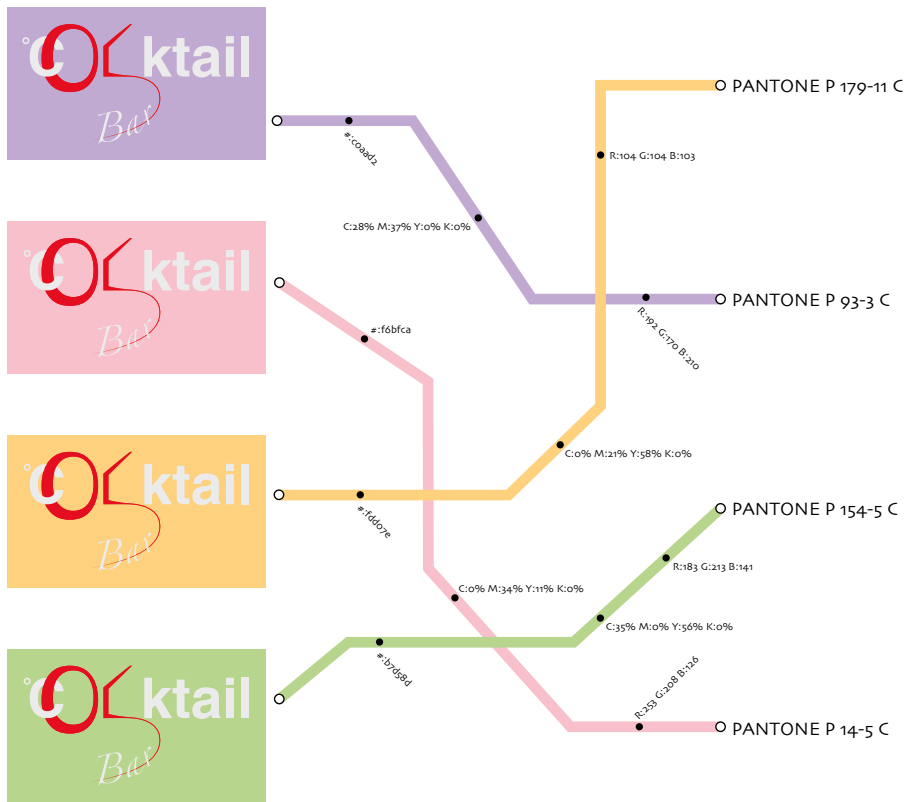 °Cocktail
Bar
#:c0aad2
C:28% M:37% Y:0% K:0%
R:192 G:170 B:210
PANTONE P 93-3 C
°Cocktail
Bar
#:f6bfca
C:0% M:34% Y:11% K:0%
R:253 G:208 B:126
PANTONE P 14-5 C
°Cocktail
Bar
#:fdd07e
C:0% M:21% Y:58% K:0%
R:104 G:104 B:103
PANTONE P 179-11 C
°Cocktail
Bar
#:b7d58d
C:35% M:0% Y:56% K:0%
R:183 G:213 B:141
PANTONE P 154-5 C